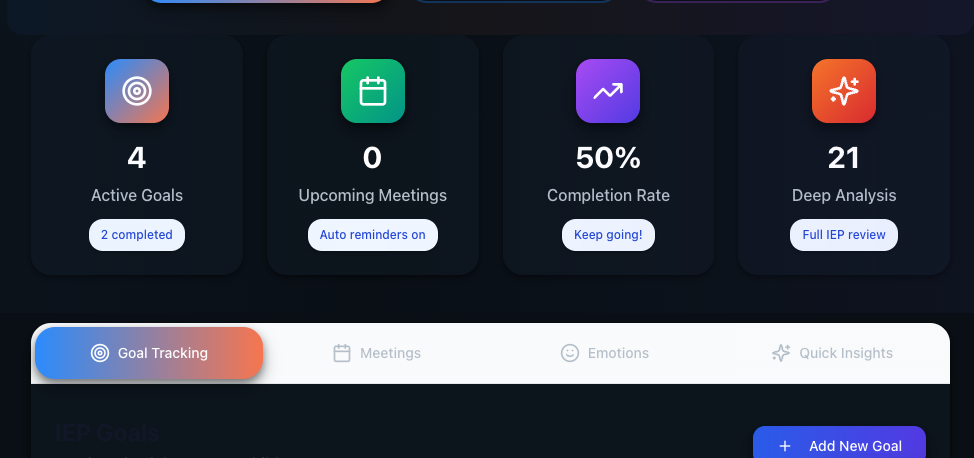 4
0
50%
21
Active Goals
Upcoming Meetings
Completion Rate
Deep Analysis
2 completed
Auto reminders on
Keep going!
Full IEP review
Goal Tracking
Meetings
Emotions
Quick Insights
IEP Goals
Add New Goal